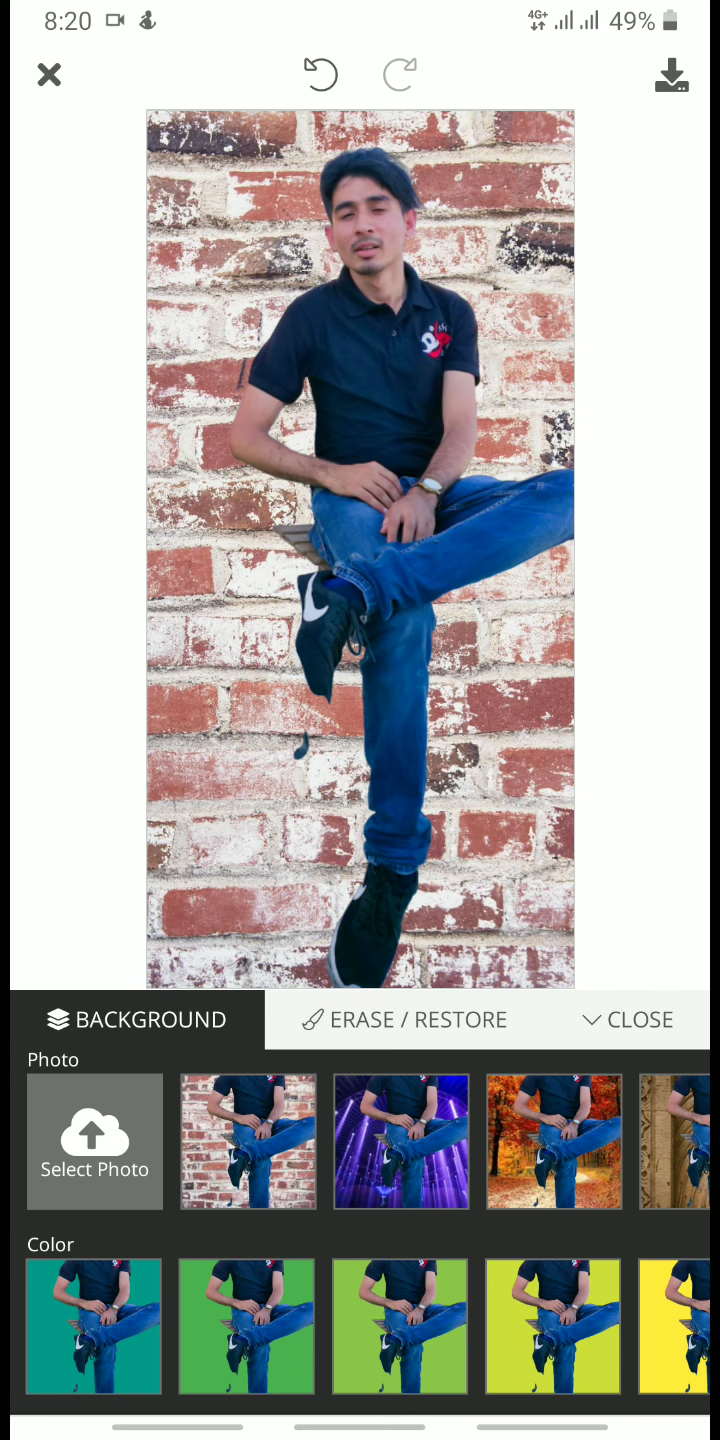 8:20 4G+ 49%
BACKGROUND ERASE / RESTORE CLOSE
Photo
Select Photo
Color